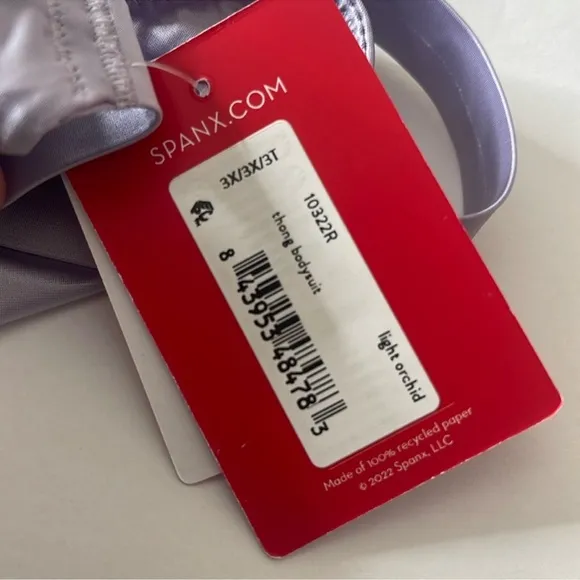 SPANX.COM
3X/3X/3T
10322R
thong bodysuit
light orchid
8 43953 48478 3
Made of 100% recycled paper
© 2022 Spanx, LLC